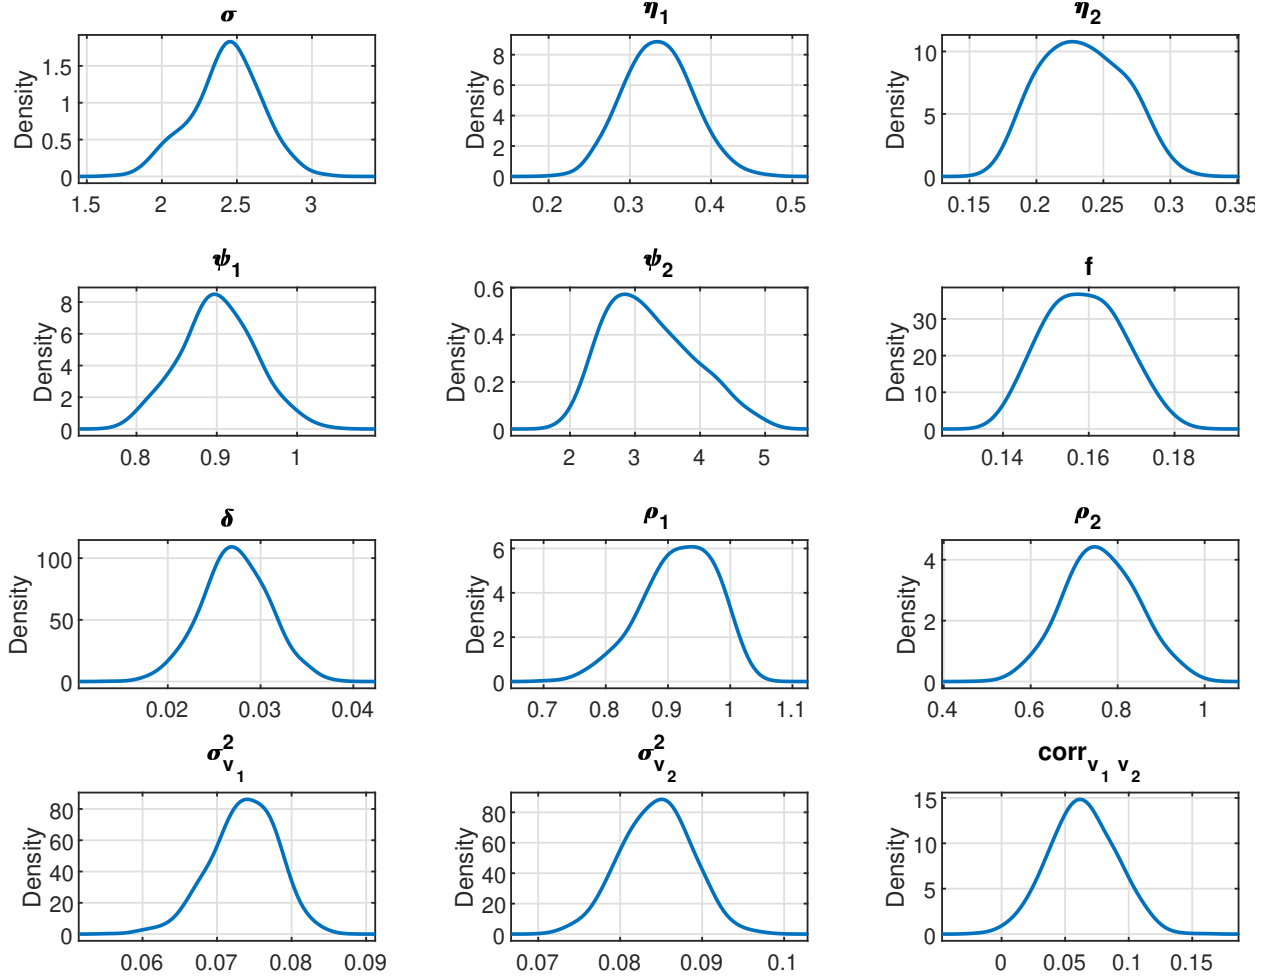 σ
Density
1.5
1
0.5
0
1.5 2 2.5 3
η1
Density
8
6
4
2
0
0.2 0.3 0.4 0.5
η2
Density
10
5
0
0.15 0.2 0.25 0.3 0.35
ψ1
Density
8
6
4
2
0
0.8 0.9 1
ψ2
Density
0.6
0.4
0.2
0
2 3 4 5
f
Density
30
20
10
0
0.14 0.16 0.18
δ
Density
100
50
0
0.02 0.03 0.04
ρ1
Density
6
4
2
0
0.7 0.8 0.9 1 1.1
ρ2
Density
4
2
0
0.4 0.6 0.8 1
σ²v1
Density
80
60
40
20
0
0.06 0.07 0.08 0.09
σ²v2
Density
80
60
40
20
0
0.07 0.08 0.09 0.1
corrv1 v2
Density
15
10
5
0
0 0.05 0.1 0.15